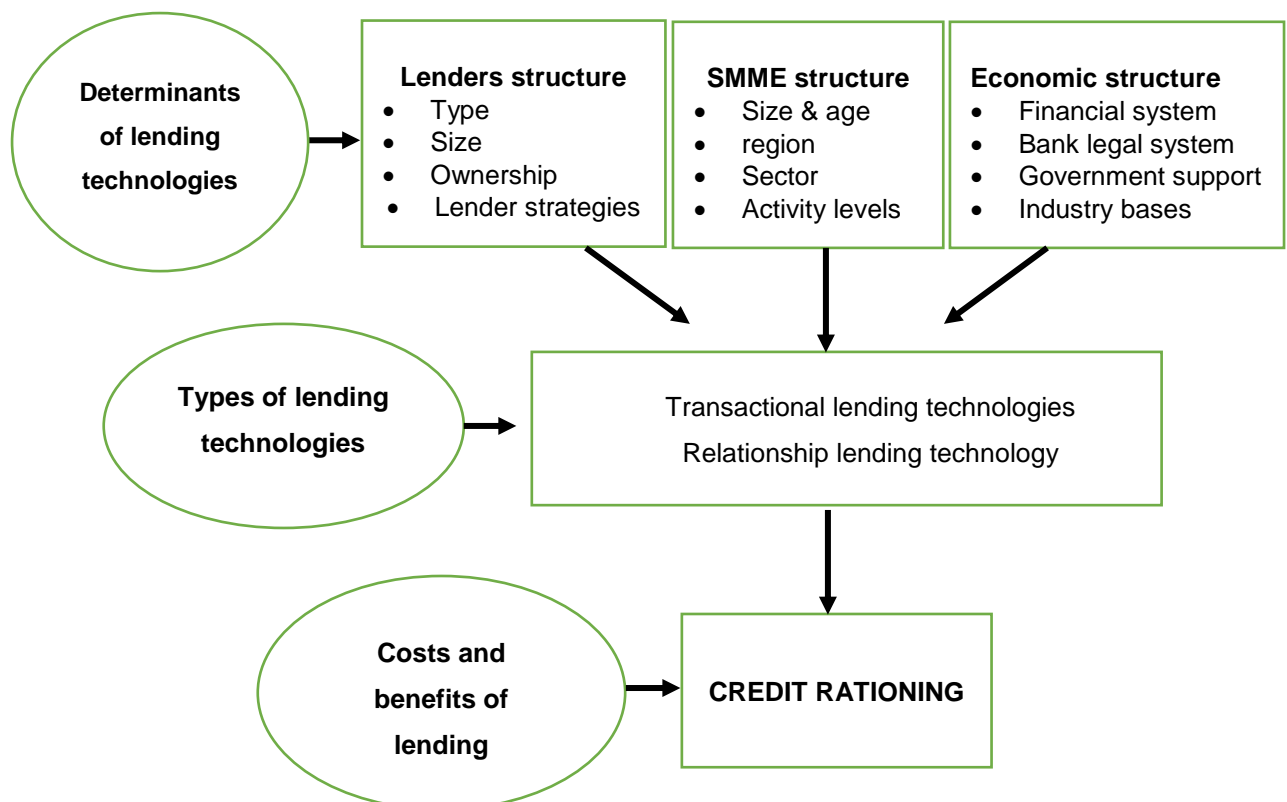 Determinants
of lending
technologies
Lenders structure
• Type
• Size
• Ownership
• Lender strategies
SMME structure
• Size & age
• region
• Sector
• Activity levels
Economic structure
• Financial system
• Bank legal system
• Government support
• Industry bases
Types of lending
technologies
Transactional lending technologies
Relationship lending technology
Costs and
benefits of
lending
CREDIT RATIONING